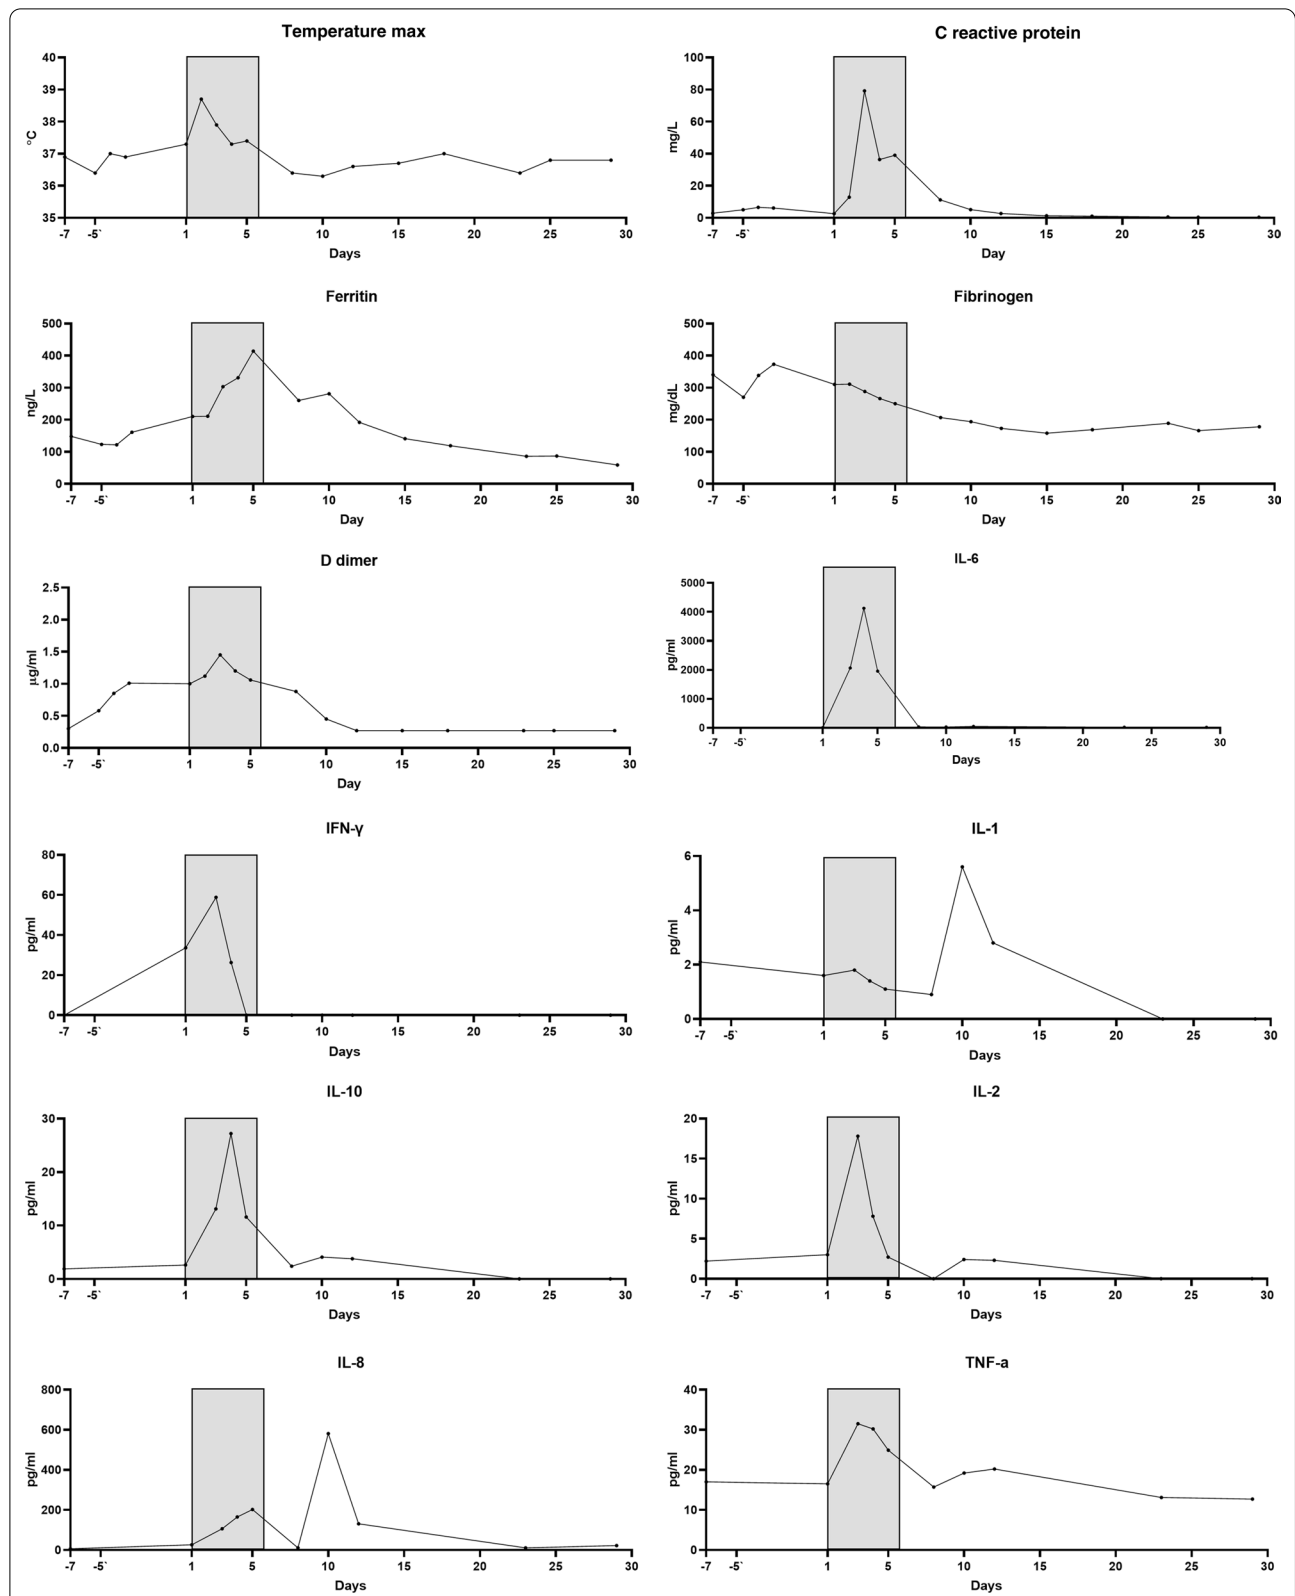 Temperature max
40
39
38
37
36
35
°C
-7 -5` 1 5 10 15 20 25 30
Days
C reactive protein
100
80
60
40
20
0
mg/L
-7 -5` 1 5 10 15 20 25 30
Day
Ferritin
500
400
300
200
100
0
ng/L
-7 -5` 1 5 10 15 20 25 30
Day
Fibrinogen
500
400
300
200
100
0
mg/dL
-7 -5` 1 5 10 15 20 25 30
Day
D dimer
2.5
2.0
1.5
1.0
0.5
0.0
µg/ml
-7 -5` 1 5 10 15 20 25 30
Day
IL-6
5000
4000
3000
2000
1000
0
pg/ml
-7 -5` 1 5 10 15 20 25 30
Days
IFN-γ
80
60
40
20
0
pg/ml
-7 -5` 1 5 10 15 20 25 30
Days
IL-1
6
4
2
0
pg/ml
-7 -5` 1 5 10 15 20 25 30
Days
IL-10
30
20
10
0
pg/ml
-7 -5` 1 5 10 15 20 25 30
Days
IL-2
20
15
10
5
0
pg/ml
-7 -5` 1 5 10 15 20 25 30
Days
IL-8
800
600
400
200
0
pg/ml
-7 -5` 1 5 10 15 20 25 30
Days
TNF-a
40
30
20
10
0
pg/ml
-7 -5` 1 5 10 15 20 25 30
Days